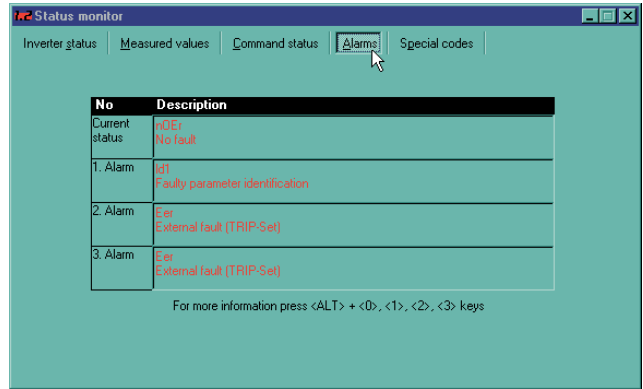 Status monitor
Inverter status Measured values Command status Alarms Special codes
No Description
Current status nOEr
No fault
1. Alarm Id1
Faulty parameter identification
2. Alarm Eer
External fault (TRIP-Set)
3. Alarm Eer
External fault (TRIP-Set)
For more information press <ALT> + <0>, <1>, <2>, <3> keys